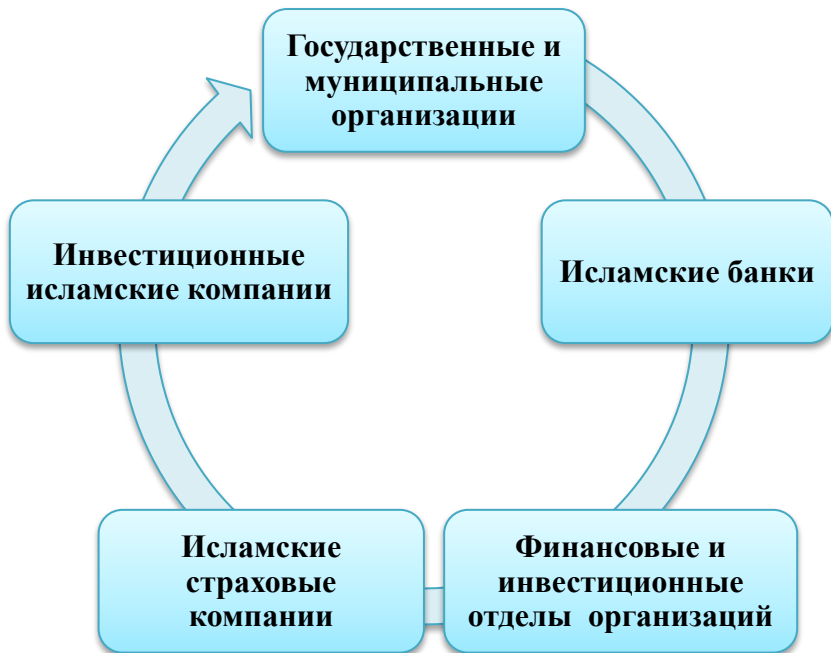 Государственные и
муниципальные
организации
Исламские банки
Финансовые и
инвестиционные
отделы организаций
Исламские
страховые
компании
Инвестиционные
исламские компании